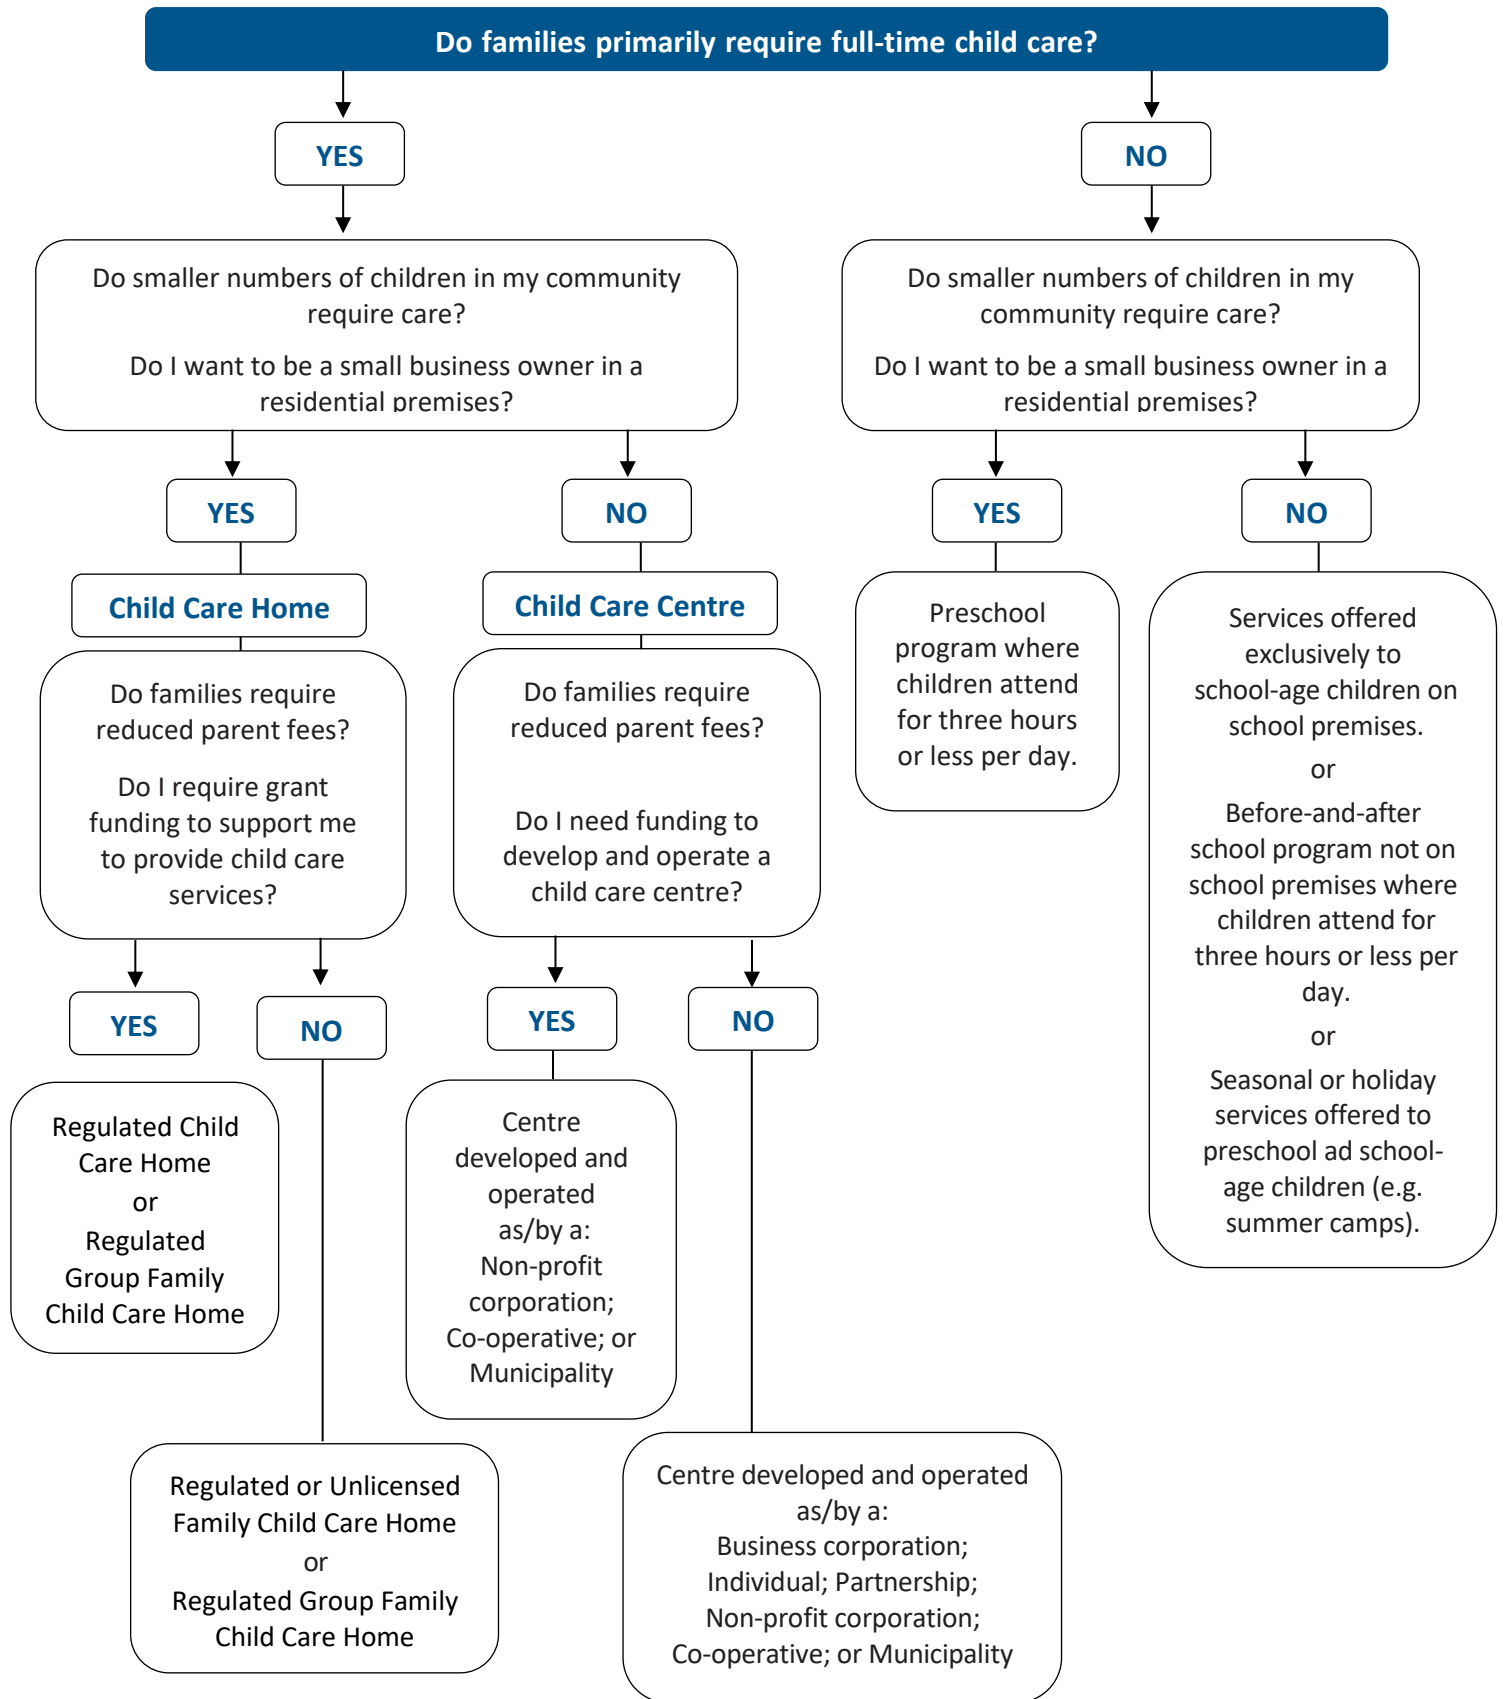 Do families primarily require full-time child care?
YES
NO
Do smaller numbers of children in my community
require care?
Do I want to be a small business owner in a
residential premises?
Do smaller numbers of children in my
community require care?
Do I want to be a small business owner in a
residential premises?
YES
NO
YES
NO
Child Care Home
Child Care Centre
Do families require
reduced parent fees?
Do I require grant
funding to support me
to provide child care
services?
Do families require
reduced parent fees?
Do I need funding to
develop and operate a
child care centre?
Preschool
program where
children attend
for three hours
or less per day.
Services offered
exclusively to
school-age children on
school premises.
or
Before-and-after
school program not on
school premises where
children attend for
three hours or less per
day.
or
Seasonal or holiday
services offered to
preschool ad school-
age children (e.g.
summer camps).
YES
NO
YES
NO
Regulated Child
Care Home
or
Regulated
Group Family
Child Care Home
Centre
developed and
operated
as/by a:
Non-profit
corporation;
Co-operative; or
Municipality
Regulated or Unlicensed
Family Child Care Home
or
Regulated Group Family
Child Care Home
Centre developed and operated
as/by a:
Business corporation;
Individual; Partnership;
Non-profit corporation;
Co-operative; or Municipality